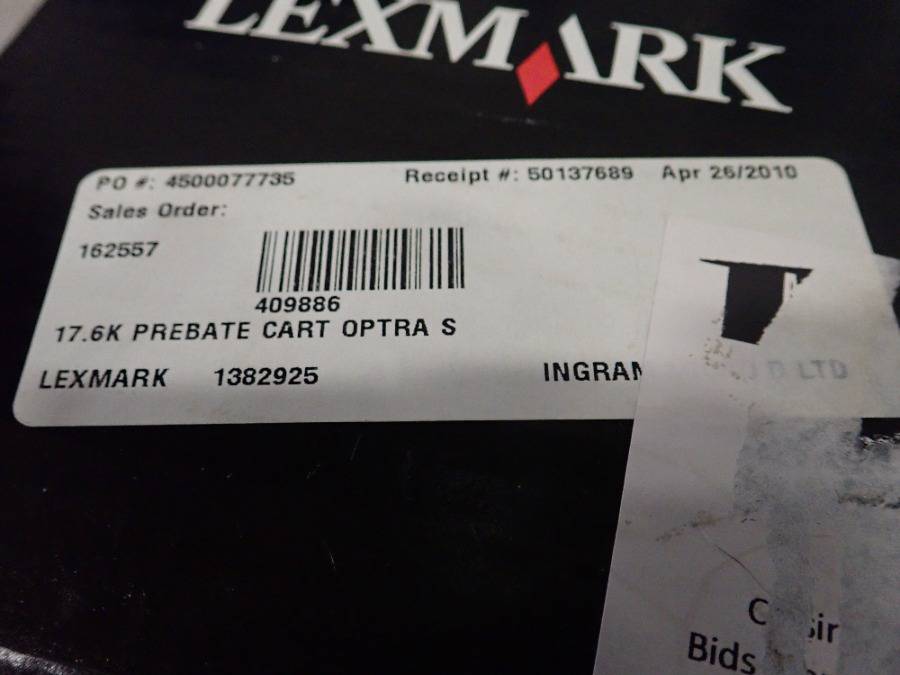 LEXMARK
PO #: 4500077735 Receipt #: 50137689 Apr 26/2010
Sales Order:
162557
409886
17.6K PREBATE CART OPTRA S
LEXMARK 1382925 LTD
Bids